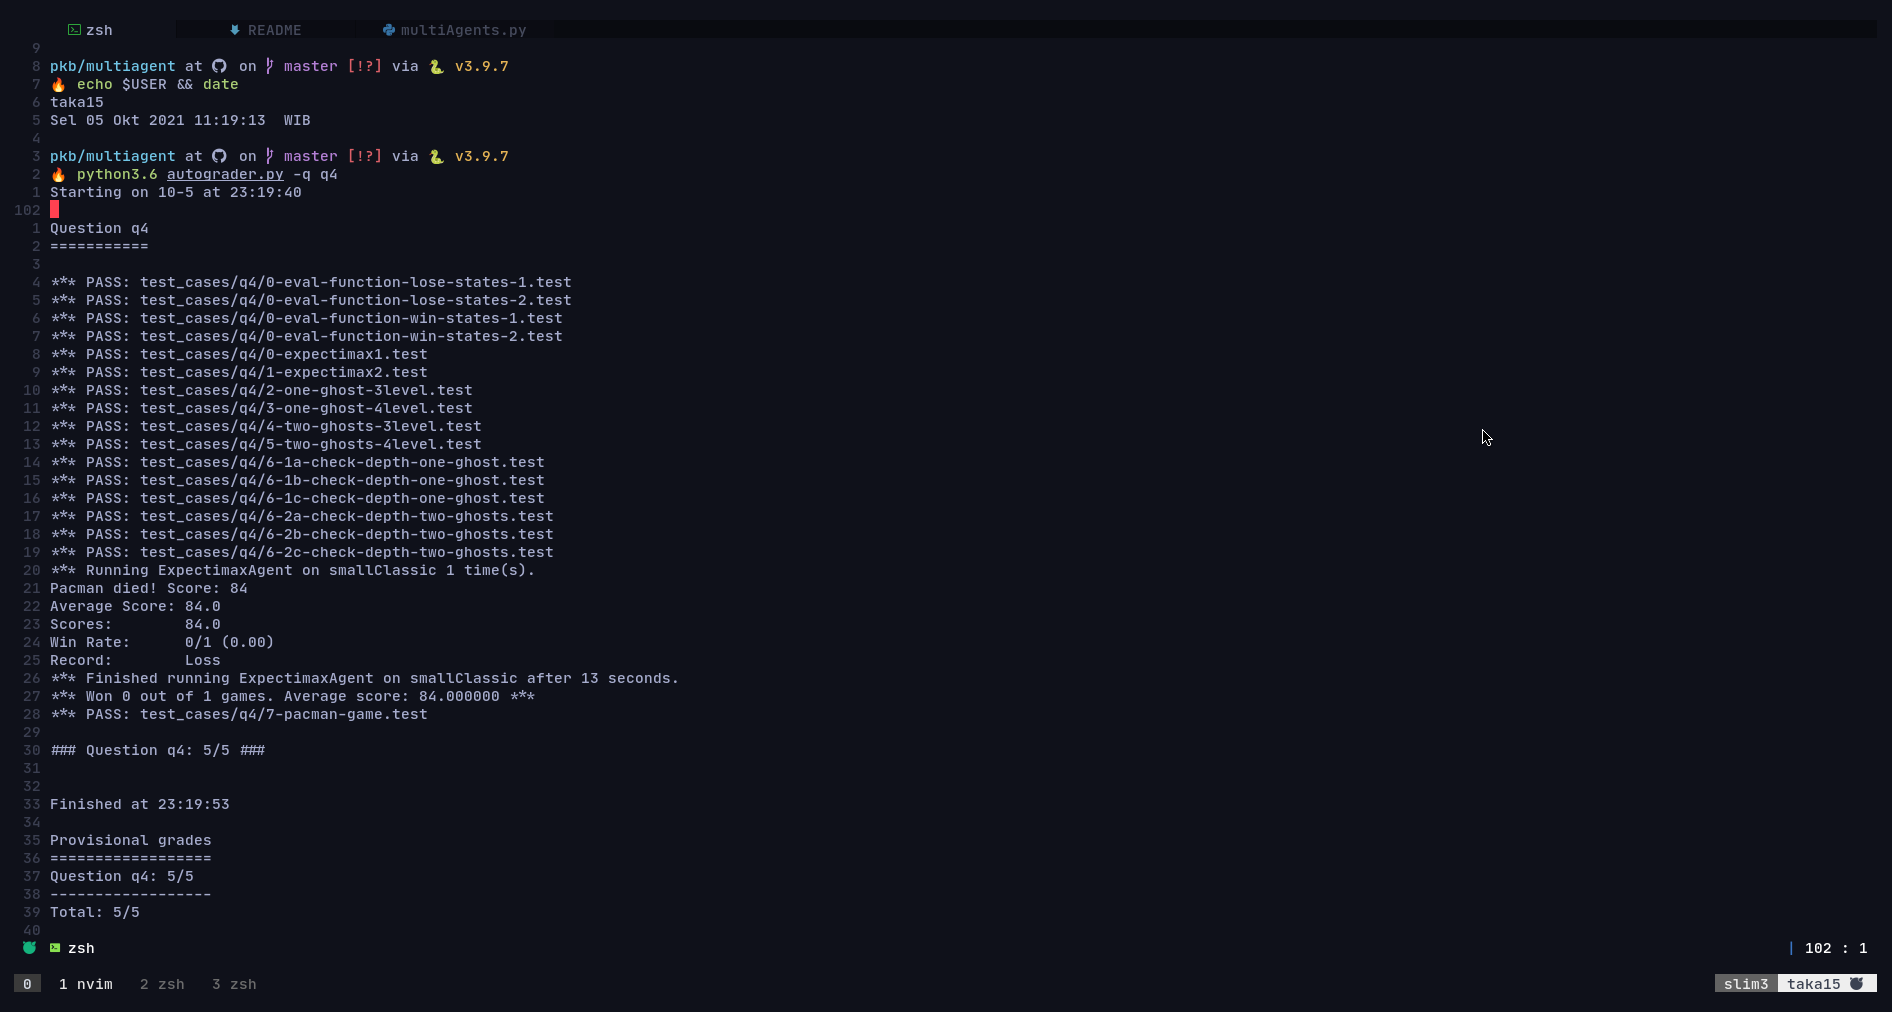 zsh README multiAgents.py
9
8 pkb/multiagent at on master [!?] via v3.9.7
7 echo $USER && date
6 taka15
5 Sel 05 Okt 2021 11:19:13  WIB
4
3 pkb/multiagent at on master [!?] via v3.9.7
2 python3.6 autograder.py -q q4
1 Starting on 10-5 at 23:19:40
102
1 Question q4
2 ===========
3
4 *** PASS: test_cases/q4/0-eval-function-lose-states-1.test
5 *** PASS: test_cases/q4/0-eval-function-lose-states-2.test
6 *** PASS: test_cases/q4/0-eval-function-win-states-1.test
7 *** PASS: test_cases/q4/0-eval-function-win-states-2.test
8 *** PASS: test_cases/q4/0-expectimax1.test
9 *** PASS: test_cases/q4/1-expectimax2.test
10 *** PASS: test_cases/q4/2-one-ghost-3level.test
11 *** PASS: test_cases/q4/3-one-ghost-4level.test
12 *** PASS: test_cases/q4/4-two-ghosts-3level.test
13 *** PASS: test_cases/q4/5-two-ghosts-4level.test
14 *** PASS: test_cases/q4/6-1a-check-depth-one-ghost.test
15 *** PASS: test_cases/q4/6-1b-check-depth-one-ghost.test
16 *** PASS: test_cases/q4/6-1c-check-depth-one-ghost.test
17 *** PASS: test_cases/q4/6-2a-check-depth-two-ghosts.test
18 *** PASS: test_cases/q4/6-2b-check-depth-two-ghosts.test
19 *** PASS: test_cases/q4/6-2c-check-depth-two-ghosts.test
20 *** Running ExpectimaxAgent on smallClassic 1 time(s).
21 Pacman died! Score: 84
22 Average Score: 84.0
23 Scores:        84.0
24 Win Rate:      0/1 (0.00)
25 Record:        Loss
26 *** Finished running ExpectimaxAgent on smallClassic after 13 seconds.
27 *** Won 0 out of 1 games. Average score: 84.000000 ***
28 *** PASS: test_cases/q4/7-pacman-game.test
29
30 ### Question q4: 5/5 ###
31
32
33 Finished at 23:19:53
34
35 Provisional grades
36 ==================
37 Question q4: 5/5
38 ------------------
39 Total: 5/5
40
zsh | 102 : 1
0 1 nvim 2 zsh 3 zsh slim3 taka15